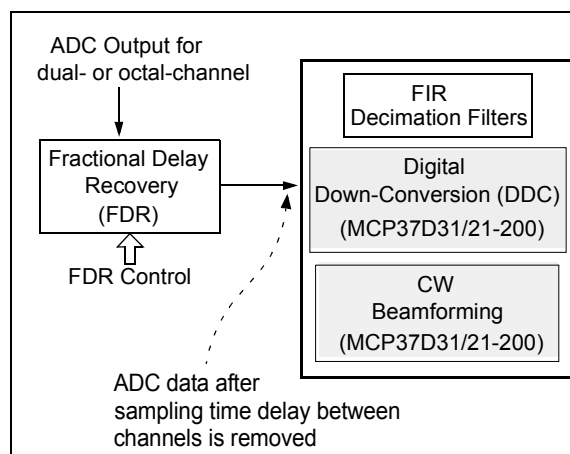 ADC Output for
dual- or octal-channel
Fractional Delay
Recovery
(FDR)
FDR Control
FIR
Decimation Filters
Digital
Down-Conversion (DDC)
(MCP37D31/21-200)
CW
Beamforming
(MCP37D31/21-200)
ADC data after
sampling time delay between
channels is removed